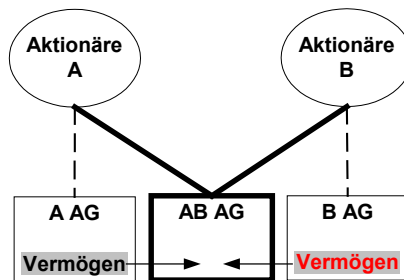 Aktionäre
A
Aktionäre
B
A AG
AB AG
B AG
Vermögen
Vermögen